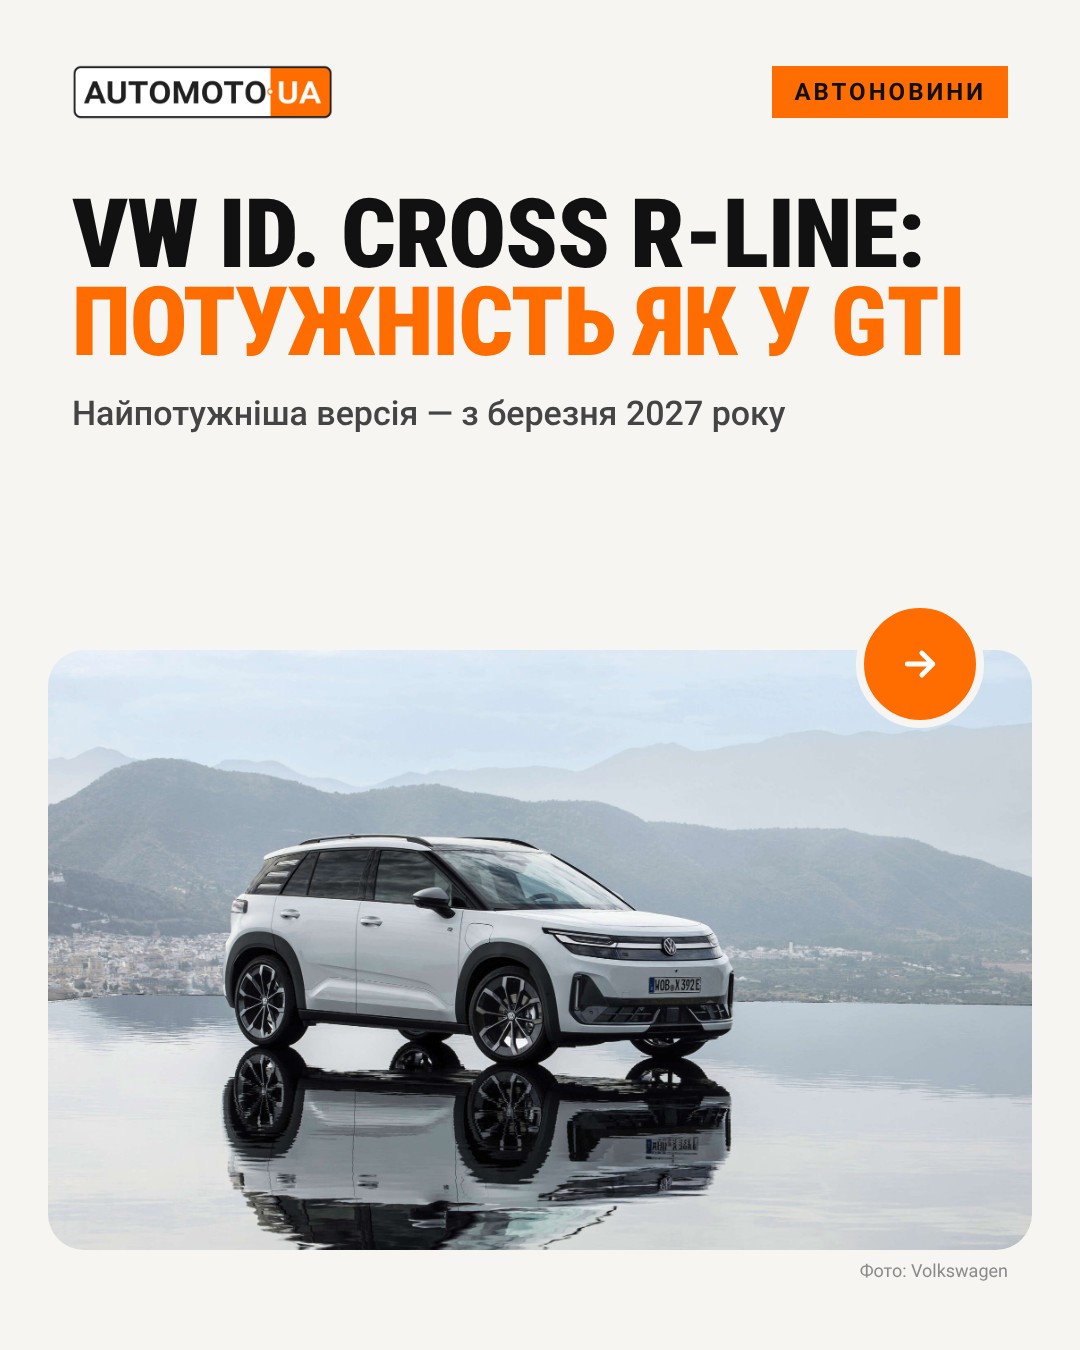 AUTOMOTO UA
АВТОНОВИНИ
VW ID. CROSS R-LINE:
ПОТУЖНІСТЬ ЯК У GTI
Найпотужніша версія — з березня 2027 року
WOB X 392E
Фото: Volkswagen